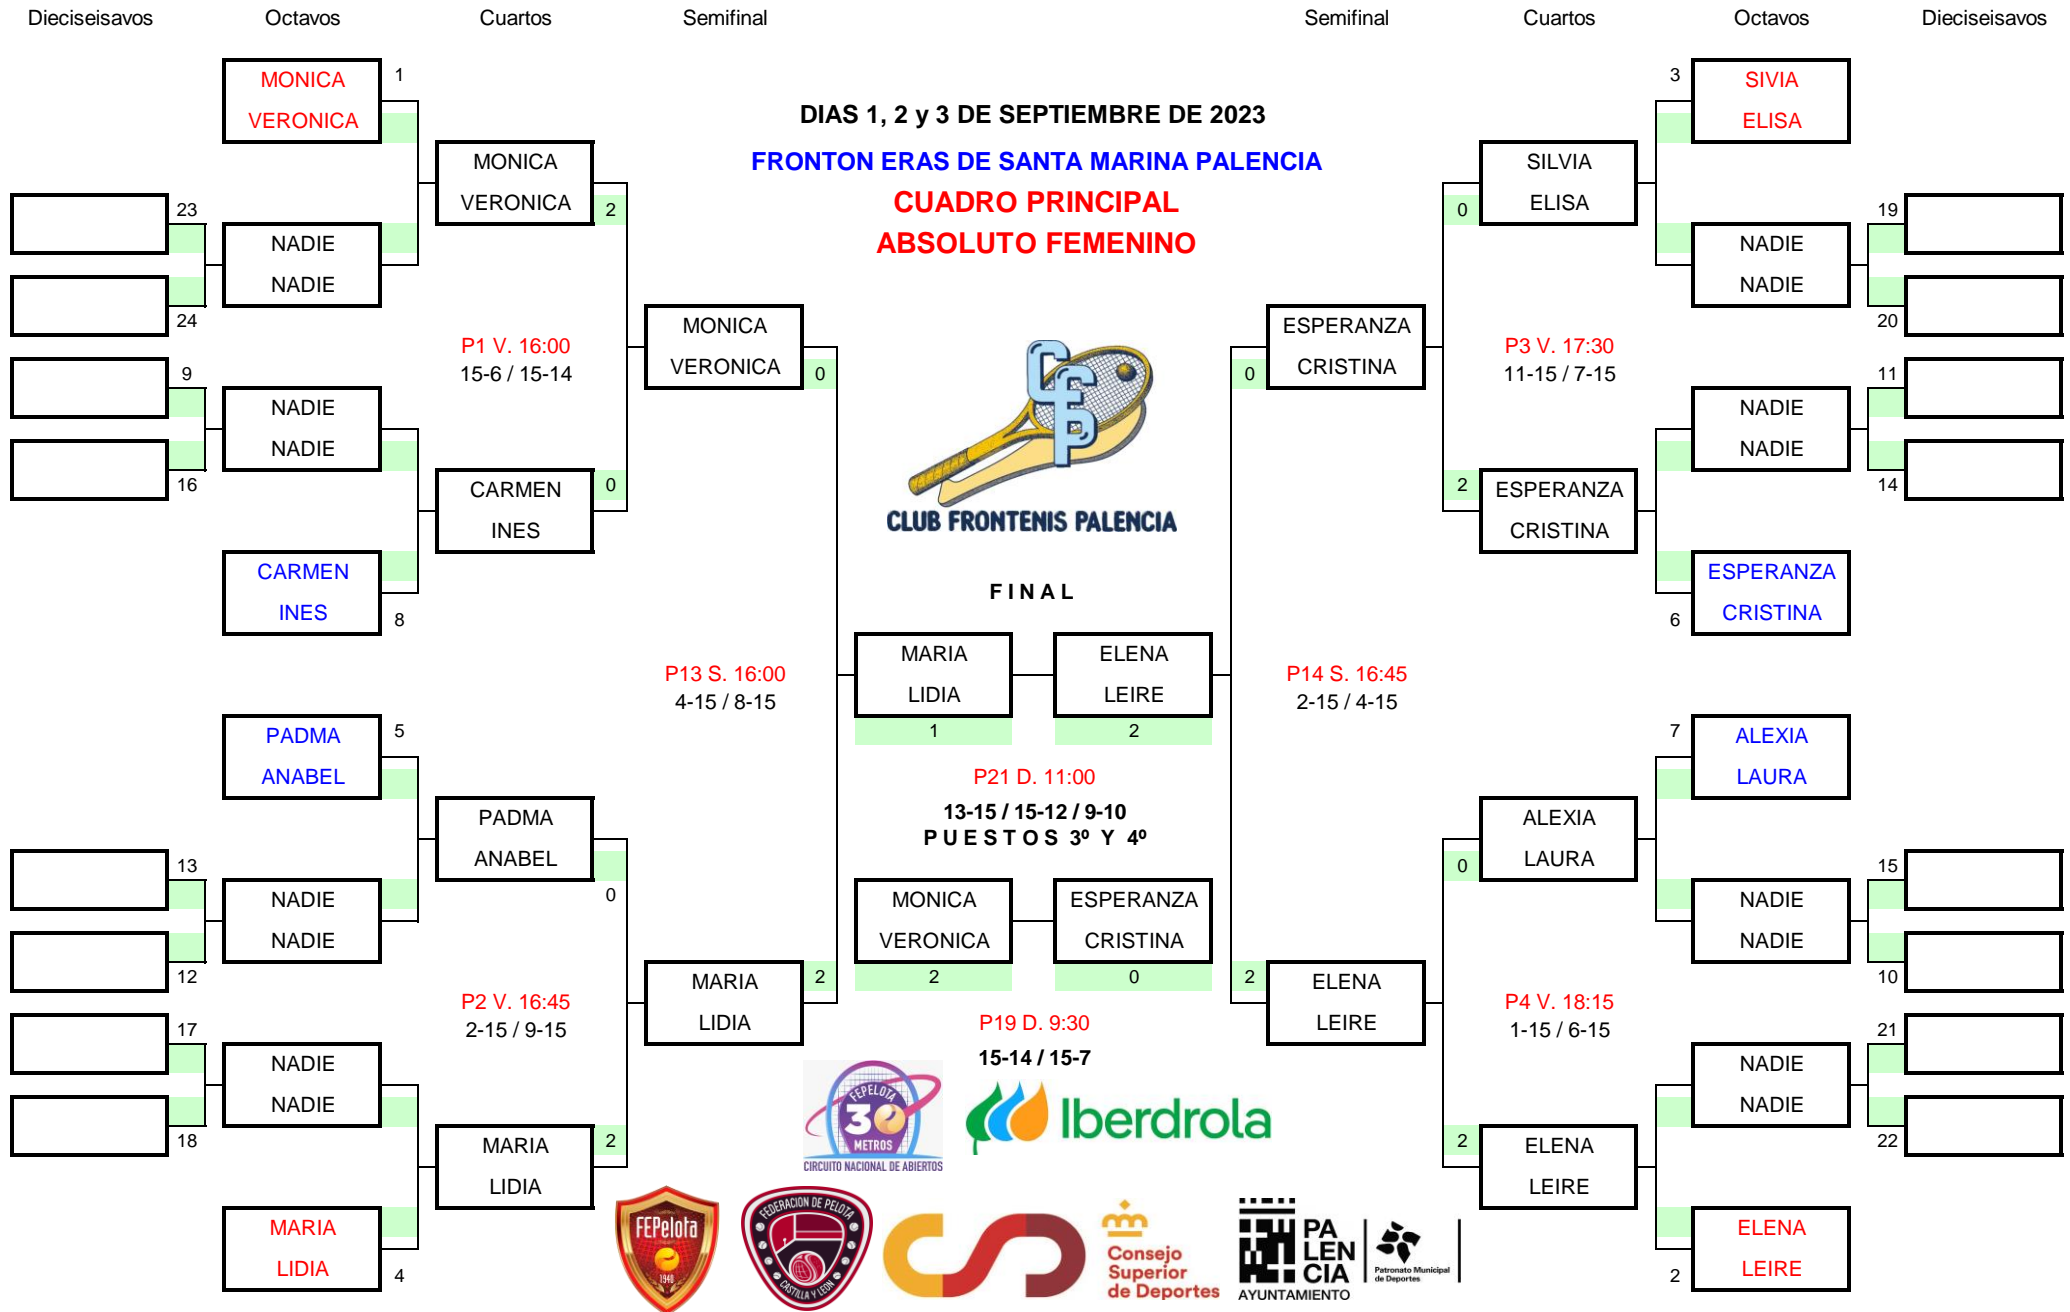 Dieciseisavos Octavos Cuartos Semifinal Semifinal Cuartos Octavos Dieciseisavos
MONICA 1 3 SIVIA
VERONICA DIAS 1, 2 y 3 DE SEPTIEMBRE DE 2023 ELISA
MONICA FRONTON ERAS DE SANTA MARINA PALENCIA SILVIA
VERONICA 2 CUADRO PRINCIPAL 0 ELISA
23 19
NADIE ABSOLUTO FEMENINO NADIE
NADIE NADIE
24 20
MONICA ESPERANZA
P1 V. 16:00 P3 V. 17:30
15-6 / 15-14 VERONICA 0 0 CRISTINA 11-15 / 7-15
9 11
NADIE NADIE
NADIE NADIE
16 14
CARMEN 0 2 ESPERANZA
INES CRISTINA
CLUB FRONTENIS PALENCIA
CARMEN ESPERANZA
INES 8 FINAL 6 CRISTINA
MARIA ELENA
P13 S. 16:00 P14 S. 16:45
4-15 / 8-15 LIDIA LEIRE 2-15 / 4-15
1 2
PADMA 5 7 ALEXIA
ANABEL P21 D. 11:00 LAURA
13-15 / 15-12 / 9-10
PADMA PUESTOS 3º Y 4º ALEXIA
ANABEL 0 0 LAURA
13 15
NADIE MONICA ESPERANZA NADIE
NADIE VERONICA CRISTINA NADIE
12 2 0 10
MARIA 2 2 ELENA
P2 V. 16:45 P4 V. 18:15
2-15 / 9-15 LIDIA P19 D. 9:30 LEIRE 1-15 / 6-15
17 15-14 / 15-7 21
NADIE NADIE
NADIE NADIE
18 22
FEPELOTA
30
METROS
CIRCUITO NACIONAL DE ABIERTOS
Iberdrola
MARIA 2 2 ELENA
LIDIA LEIRE
MARIA ELENA
LIDIA 4 2 LEIRE
FEPelota
1940
FEDERACION DE PELOTA
CASTILLA Y LEON
CSD
Consejo
Superior
de Deportes
PA
LEN
CIA
AYUNTAMIENTO
Patronato Municipal
de Deportes
CFP